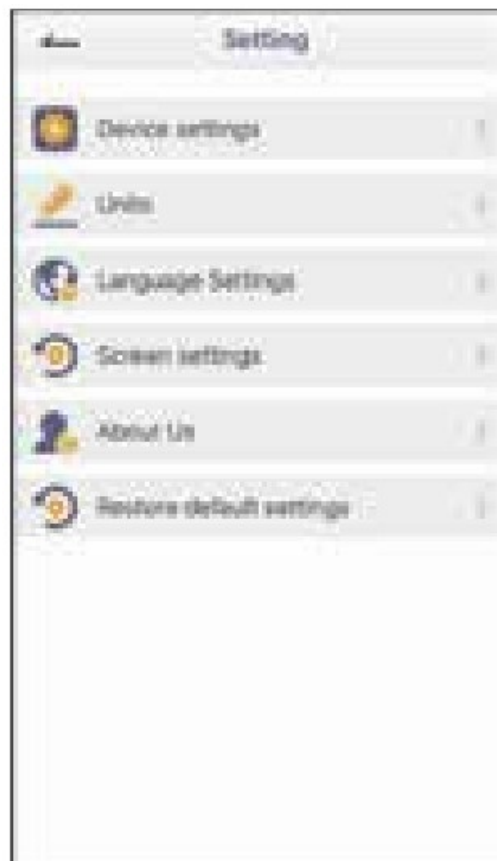 Setting
Device settings
Units
Language Settings
Screen settings
About Us
Restore default settings